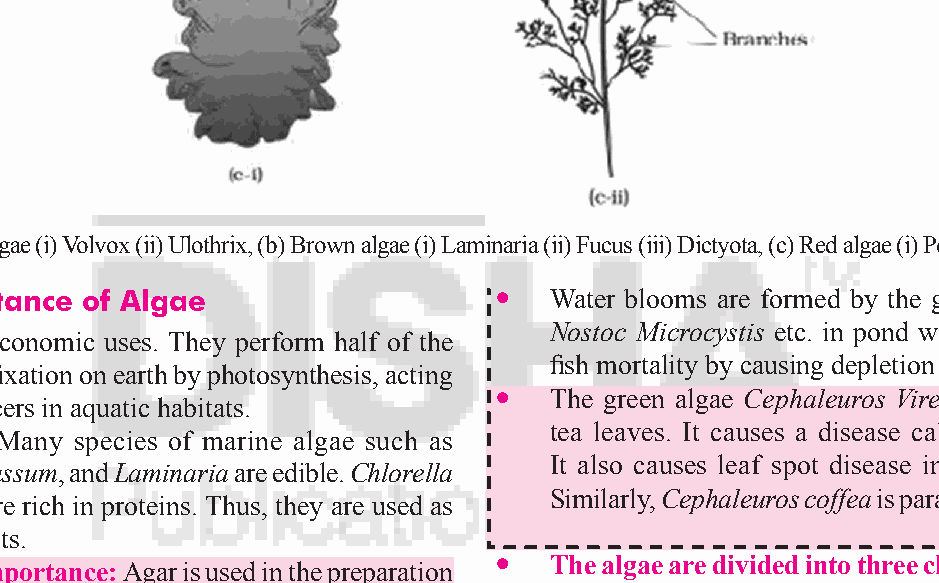 Branches
(c-i)
(c-ii)
gae (i) Volvox (ii) Ulothrix, (b) Brown algae (i) Laminaria (ii) Fucus (iii) Dictyota, (c) Red algae (i) Po
tance of Algae
conomic uses. They perform half of the
ixation on earth by photosynthesis, acting
cers in aquatic habitats.
Many species of marine algae such as
assum, and Laminaria are edible. Chlorella
re rich in proteins. Thus, they are used as
ts.
mportance: Agar is used in the preparation
• Water blooms are formed by the g
Nostoc Microcystis etc. in pond w
fish mortality by causing depletion
• The green algae Cephaleuros Vire
tea leaves. It causes a disease ca
It also causes leaf spot disease in
Similarly, Cephaleuros coffea is para
• The algae are divided into three cl
DISHA
Publication